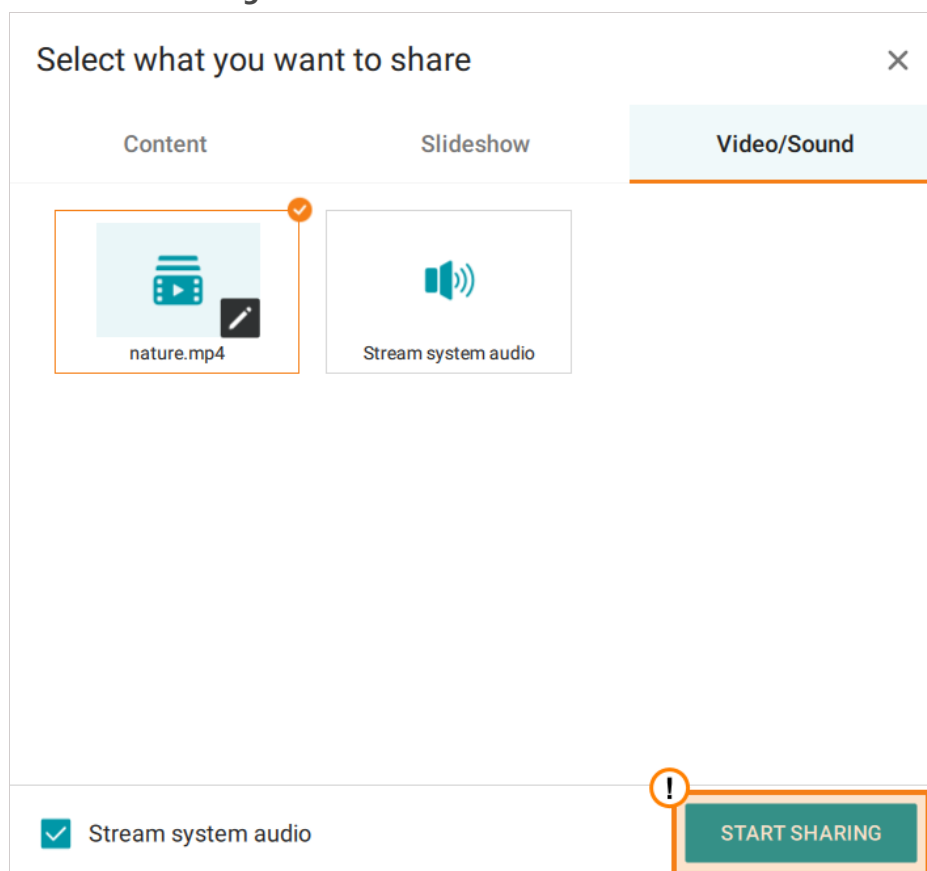 Select what you want to share
Content Slideshow Video/Sound
nature.mp4 Stream system audio
!
Stream system audio START SHARING